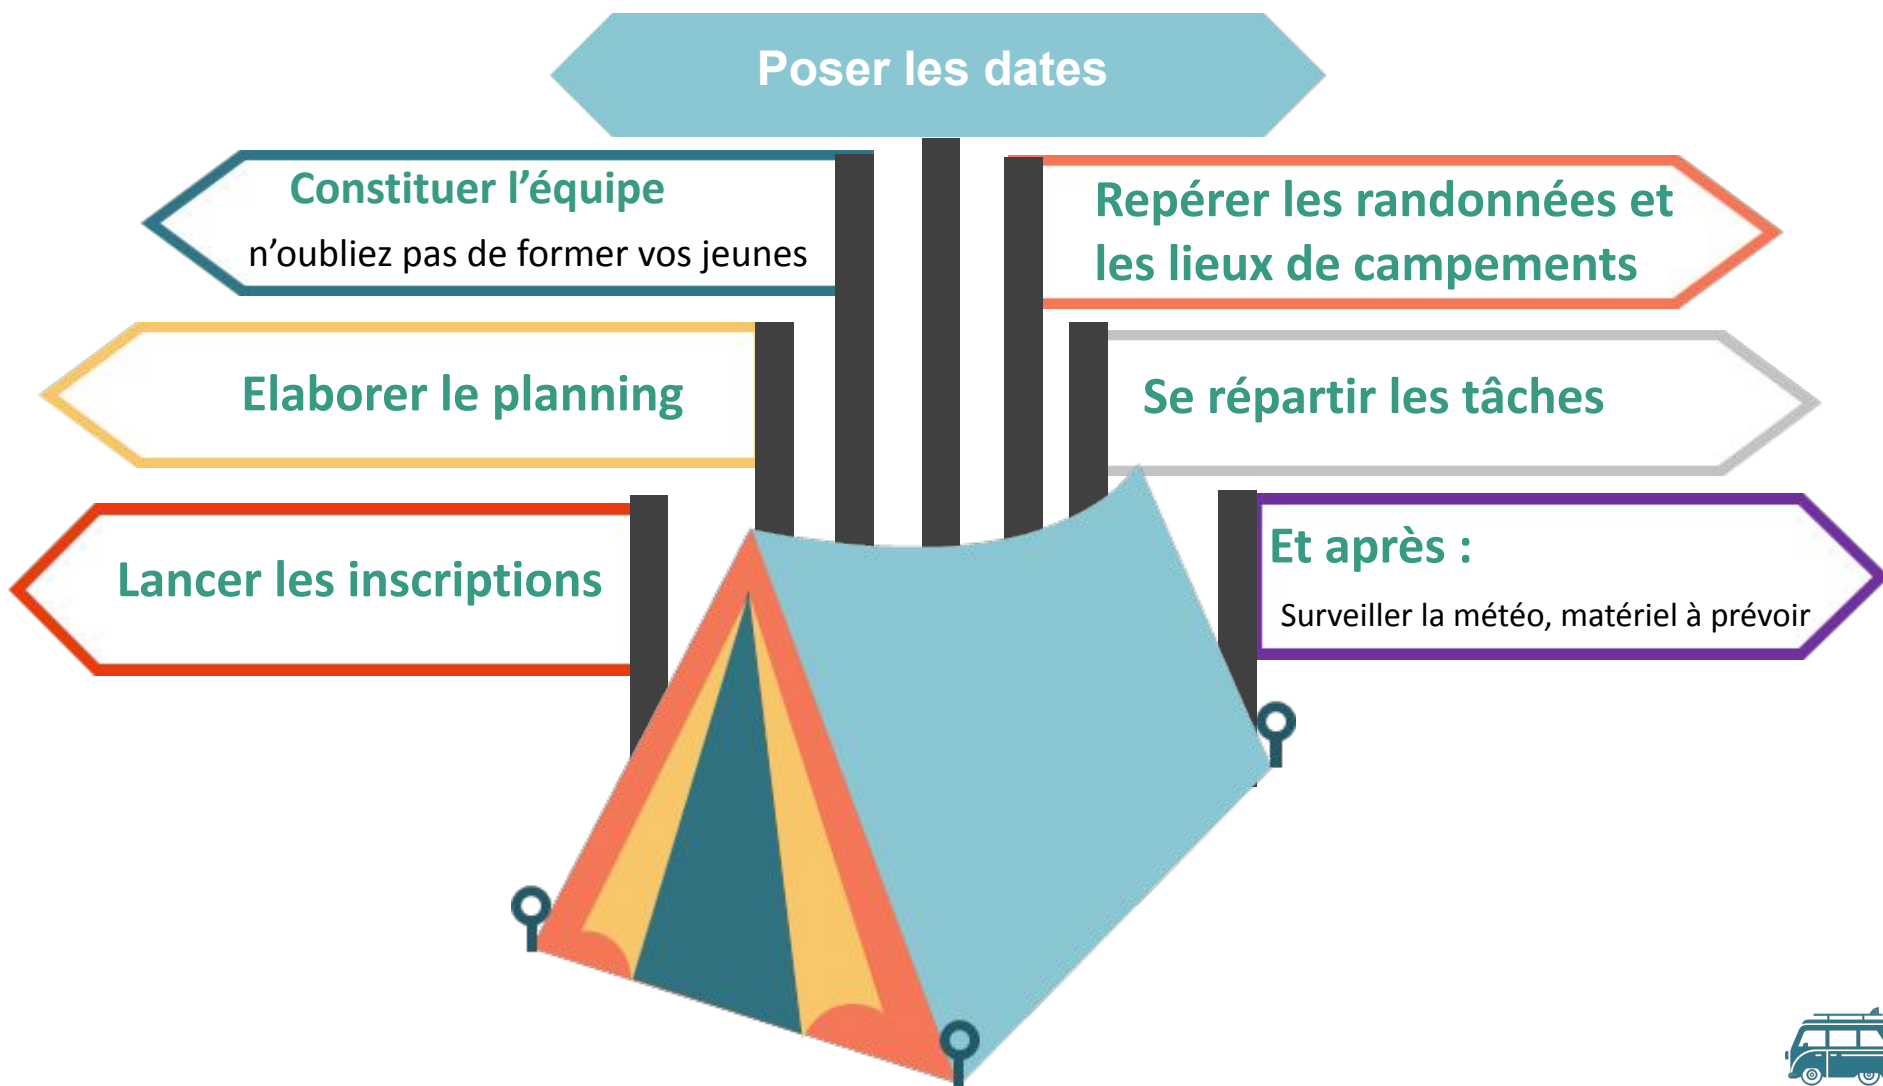 Poser les dates
Constituer l’équipe
n’oubliez pas de former vos jeunes
Repérer les randonnées et
les lieux de campements
Elaborer le planning
Se répartir les tâches
Lancer les inscriptions
Et après :
Surveiller la météo, matériel à prévoir